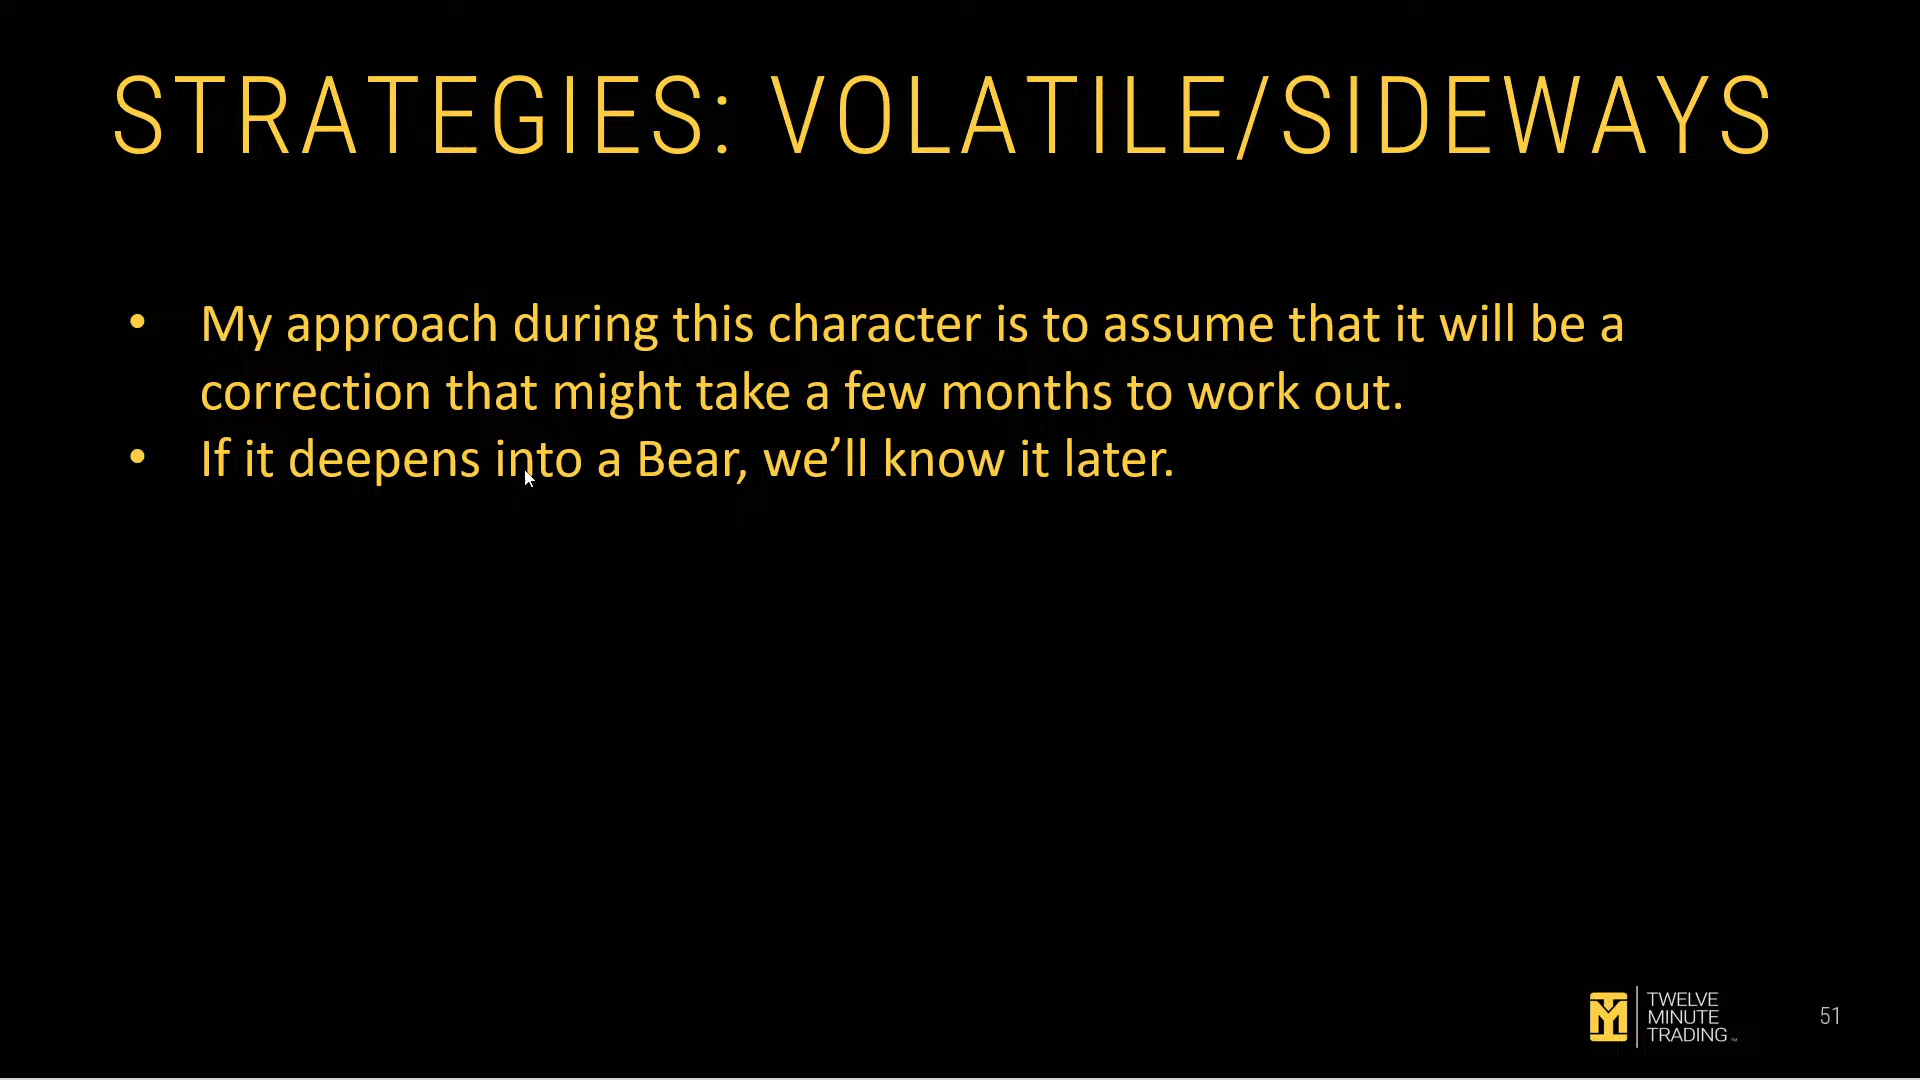 STRATEGIES: VOLATILE/SIDEWAYS
• My approach during this character is to assume that it will be a
correction that might take a few months to work out.
• If it deepens into a Bear, we’ll know it later.
TWELVE
MINUTE
TRADING™
51